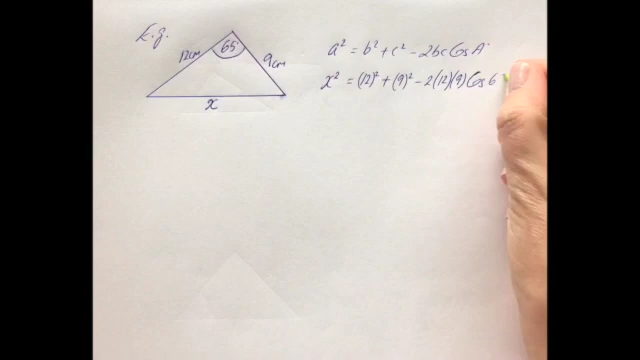 E.g.
12cm
65
9cm
x
a² = b² + c² - 2bc Cos A
x² = (12)² + (9)² - 2(12)(9) Cos 6